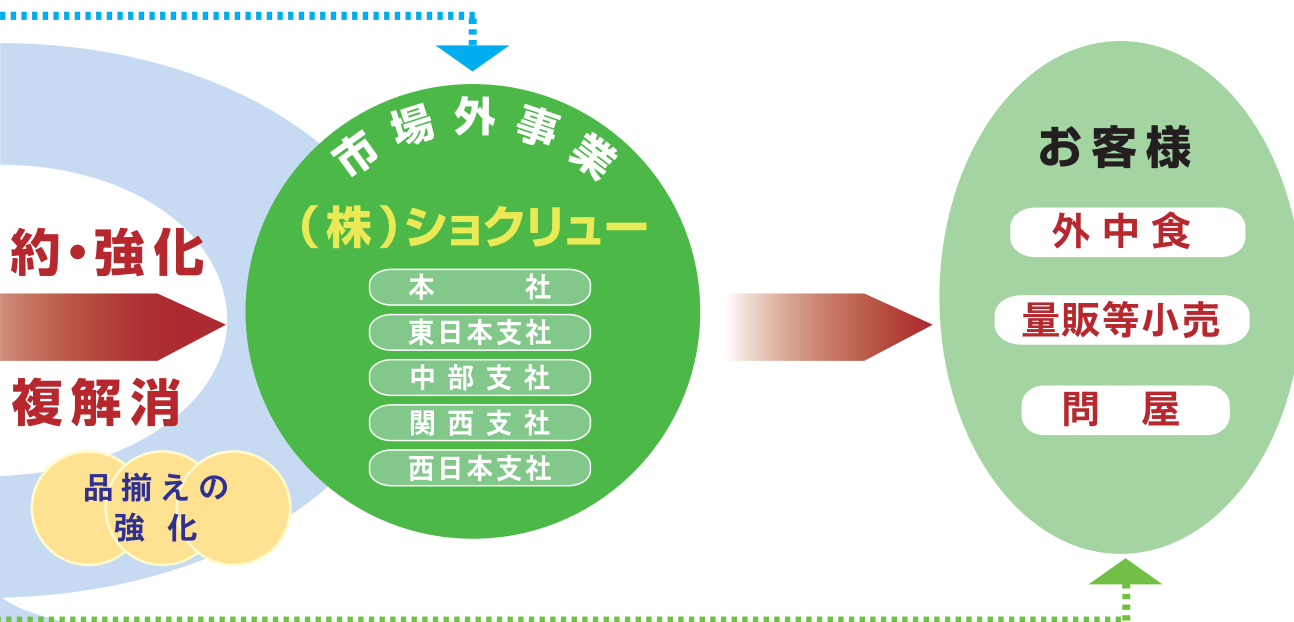 約・強化
複解消
品揃えの
強化
市場外事業
（株）ショクリュー
本社
東日本支社
中部支社
関西支社
西日本支社
お客様
外中食
量販等小売
問屋